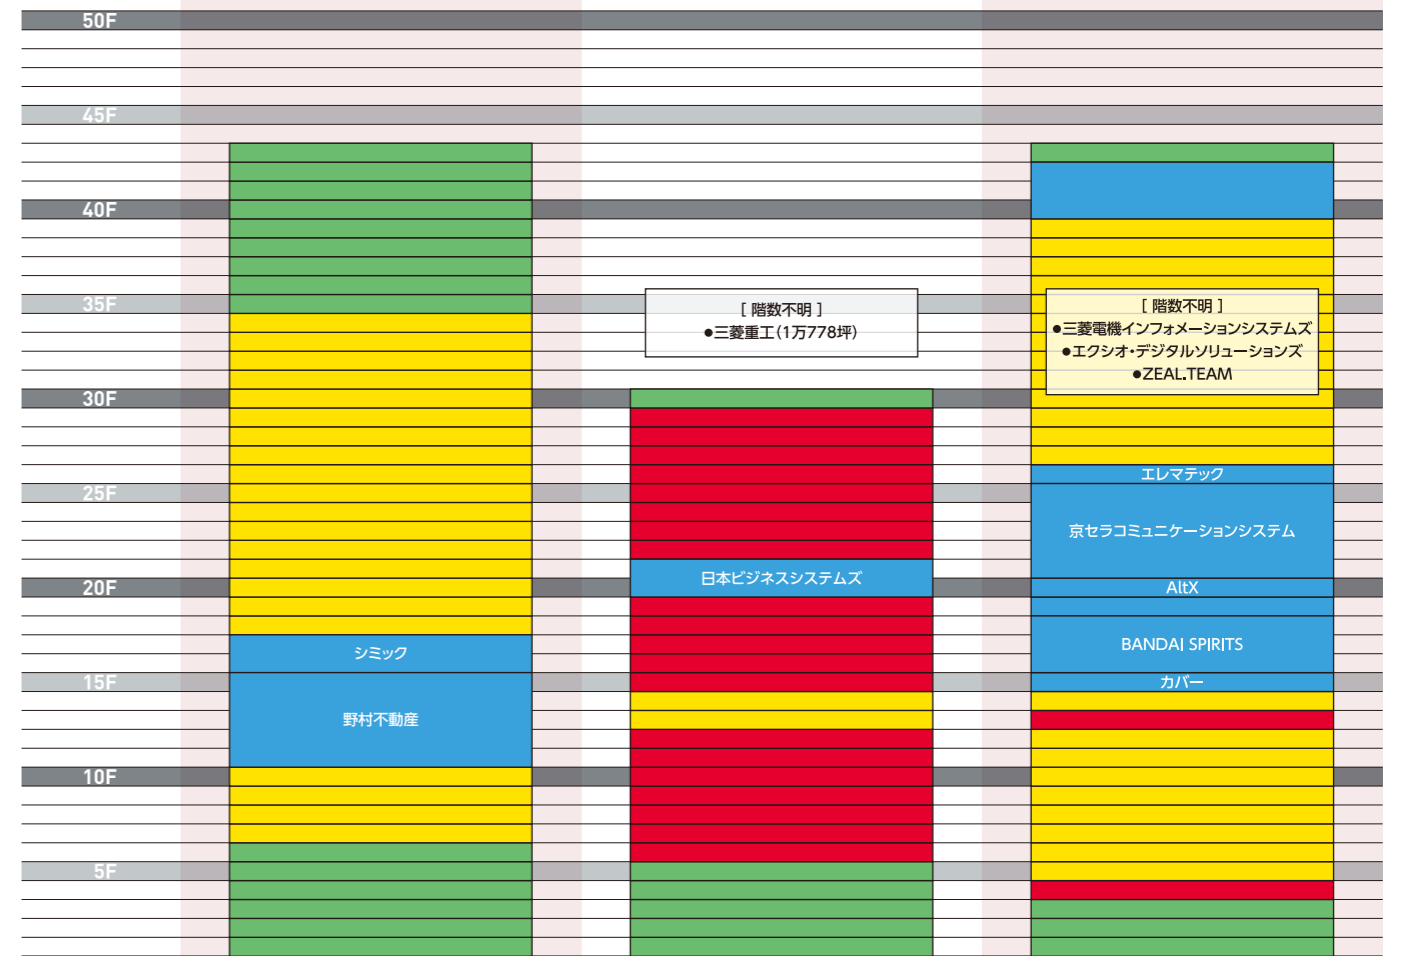 50F
45F
40F
35F
[ 階数不明 ]
●三菱重工(1万778坪)
[ 階数不明 ]
●三菱電機インフォメーションシステムズ
●エクシオ・デジタルソリューションズ
●ZEAL.TEAM
30F
エレマテック
25F
京セラコミュニケーションシステム
日本ビジネスシステムズ
20F
AltX
BANDAI SPIRITS
シミック
15F
カバー
野村不動産
10F
5F